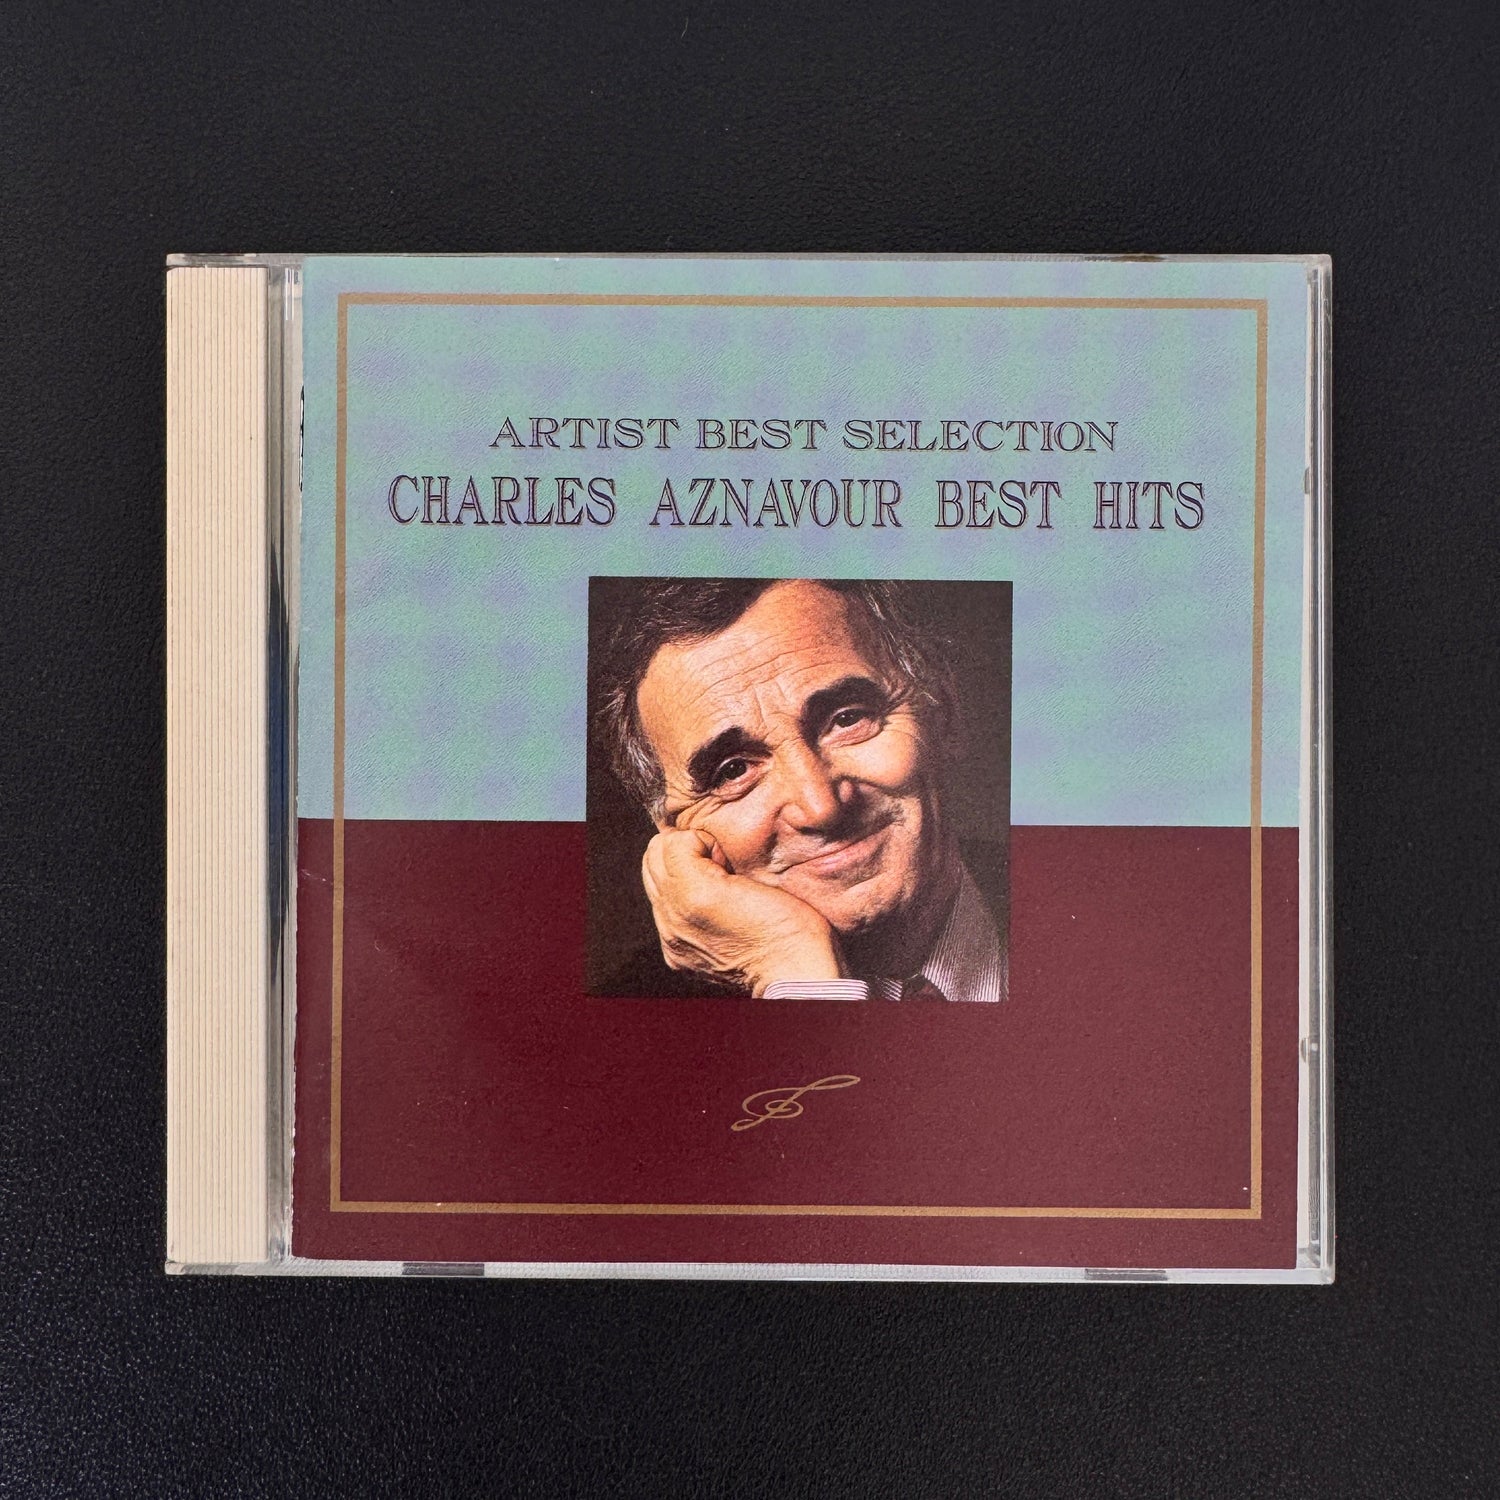 ARTIST BEST SELECTION
CHARLES AZNAVOUR BEST HITS